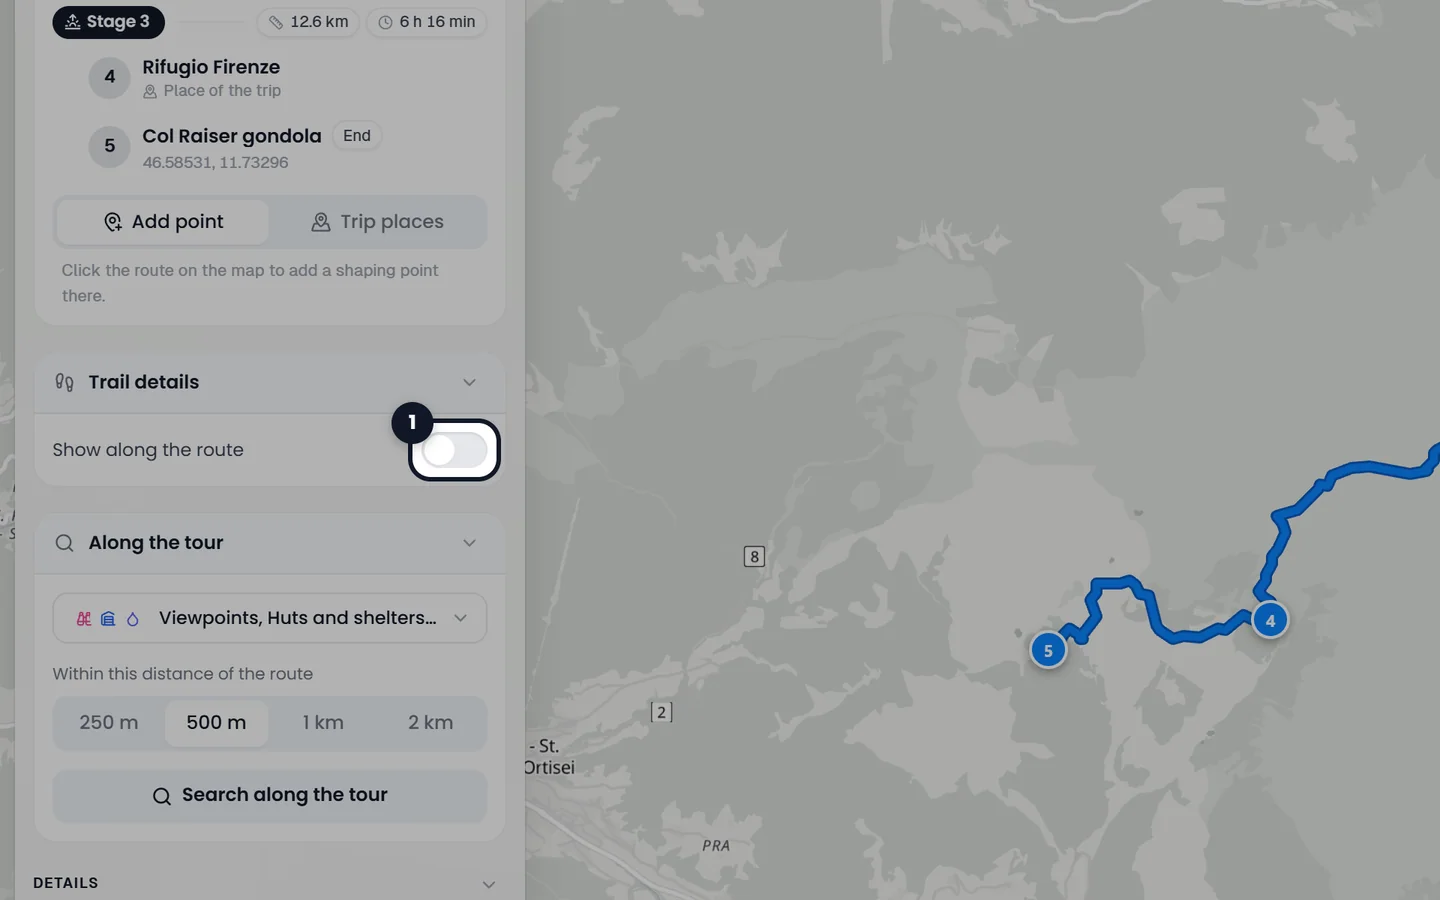 Stage 3
12.6 km
6 h 16 min
4
Rifugio Firenze
Place of the trip
5
Col Raiser gondola
End
46.58531, 11.73296
Add point
Trip places
Click the route on the map to add a shaping point
there.
Trail details
1
Show along the route
Along the tour
Viewpoints, Huts and shelters...
Within this distance of the route
250 m
500 m
1 km
2 km
Search along the tour
DETAILS
8
2
- St.
Ortisei
PRA
4
5